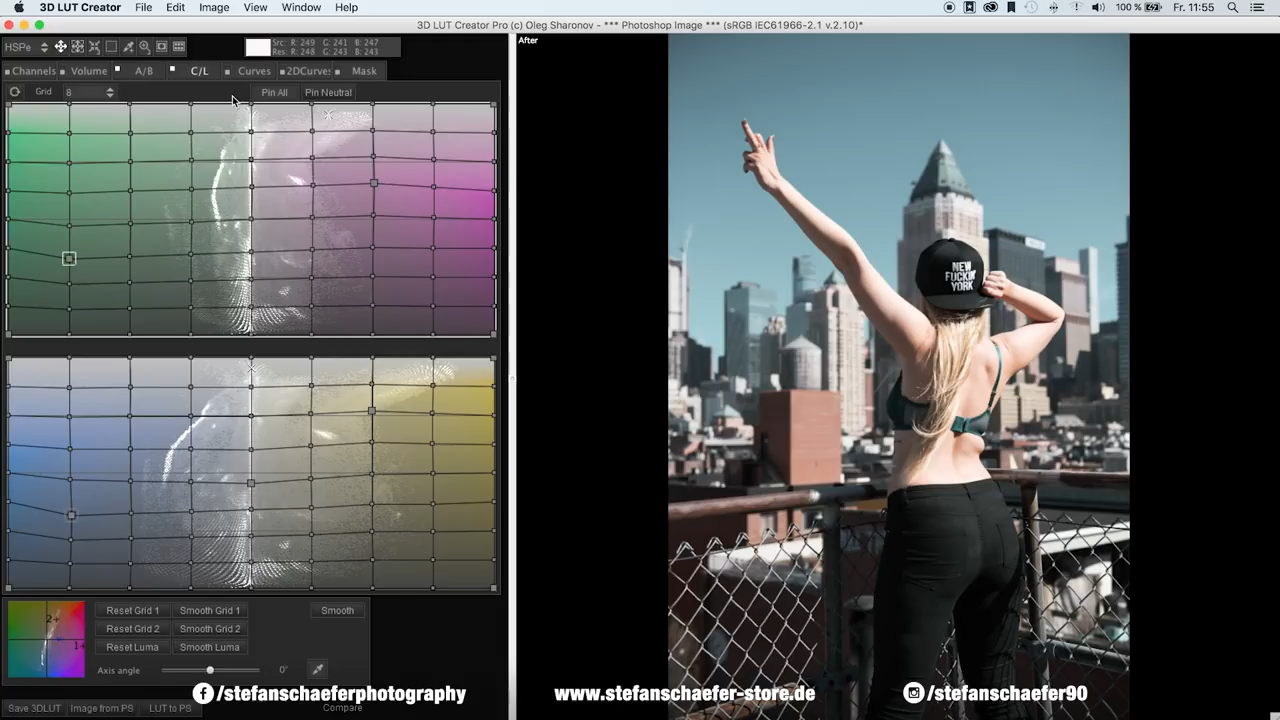 3D LUT Creator File Edit Image View Window Help 100 % Fr. 11:55
3D LUT Creator Pro (c) Oleg Sharonov - *** Photoshop Image *** (sRGB IEC61966-2.1 v.2.10)*
HSPe Src: R: 249 G: 241 B: 247
Res: R: 248 G: 243 B: 243
Channels Volume A/B C/L Curves 2DCurves Mask
Grid 8 Pin All Pin Neutral
After
NEW
FUCKIN'
YORK
2+
1+
Reset Grid 1 Smooth Grid 1 Smooth
Reset Grid 2 Smooth Grid 2
Reset Luma Smooth Luma
Axis angle 0°
/stefanschaeferphotography www.stefanschaefer-store.de /stefanschaefer90
Save 3DLUT Image from PS LUT to PS Compare